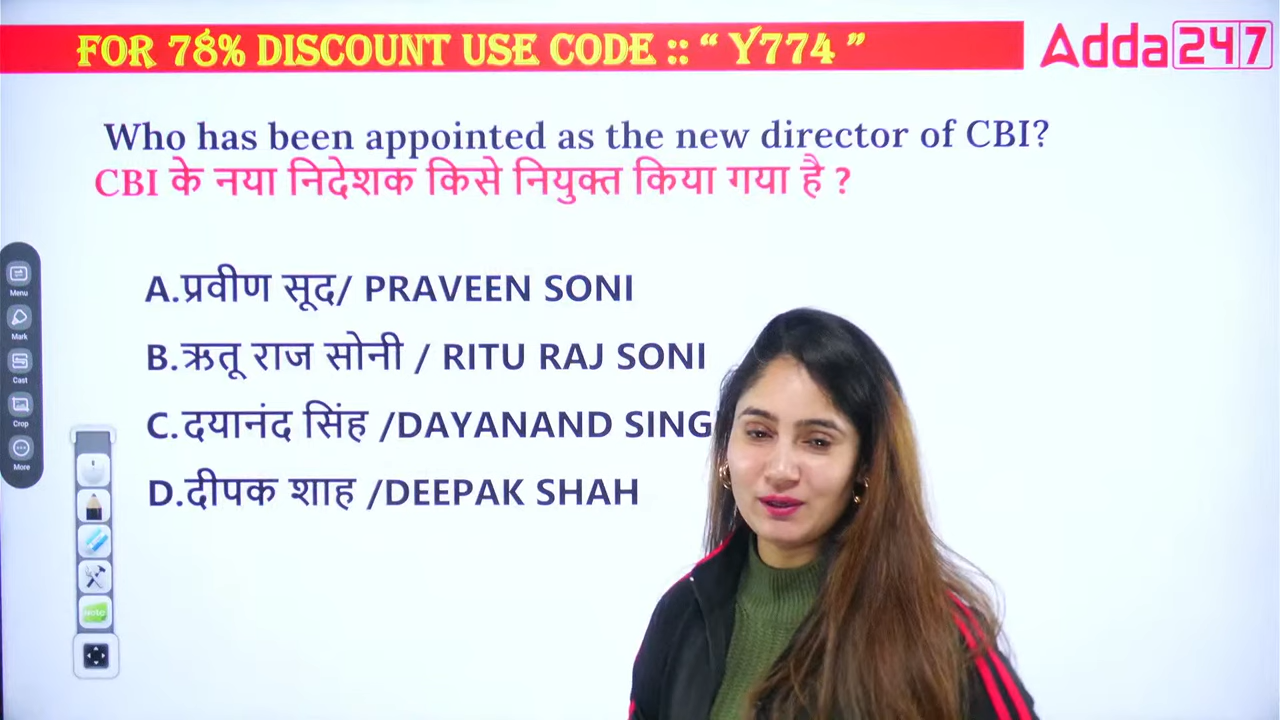 FOR 78% DISCOUNT USE CODE :: “ Y774 ”
Adda247
Who has been appointed as the new director of CBI?
CBI के नया निदेशक किसे नियुक्त किया गया है ?
A.प्रवीण सूद/ PRAVEEN SONI
B.ऋतू राज सोनी / RITU RAJ SONI
C.दयानंद सिंह /DAYANAND SING
D.दीपक शाह /DEEPAK SHAH
Menu
Mark
Cast
Crop
More